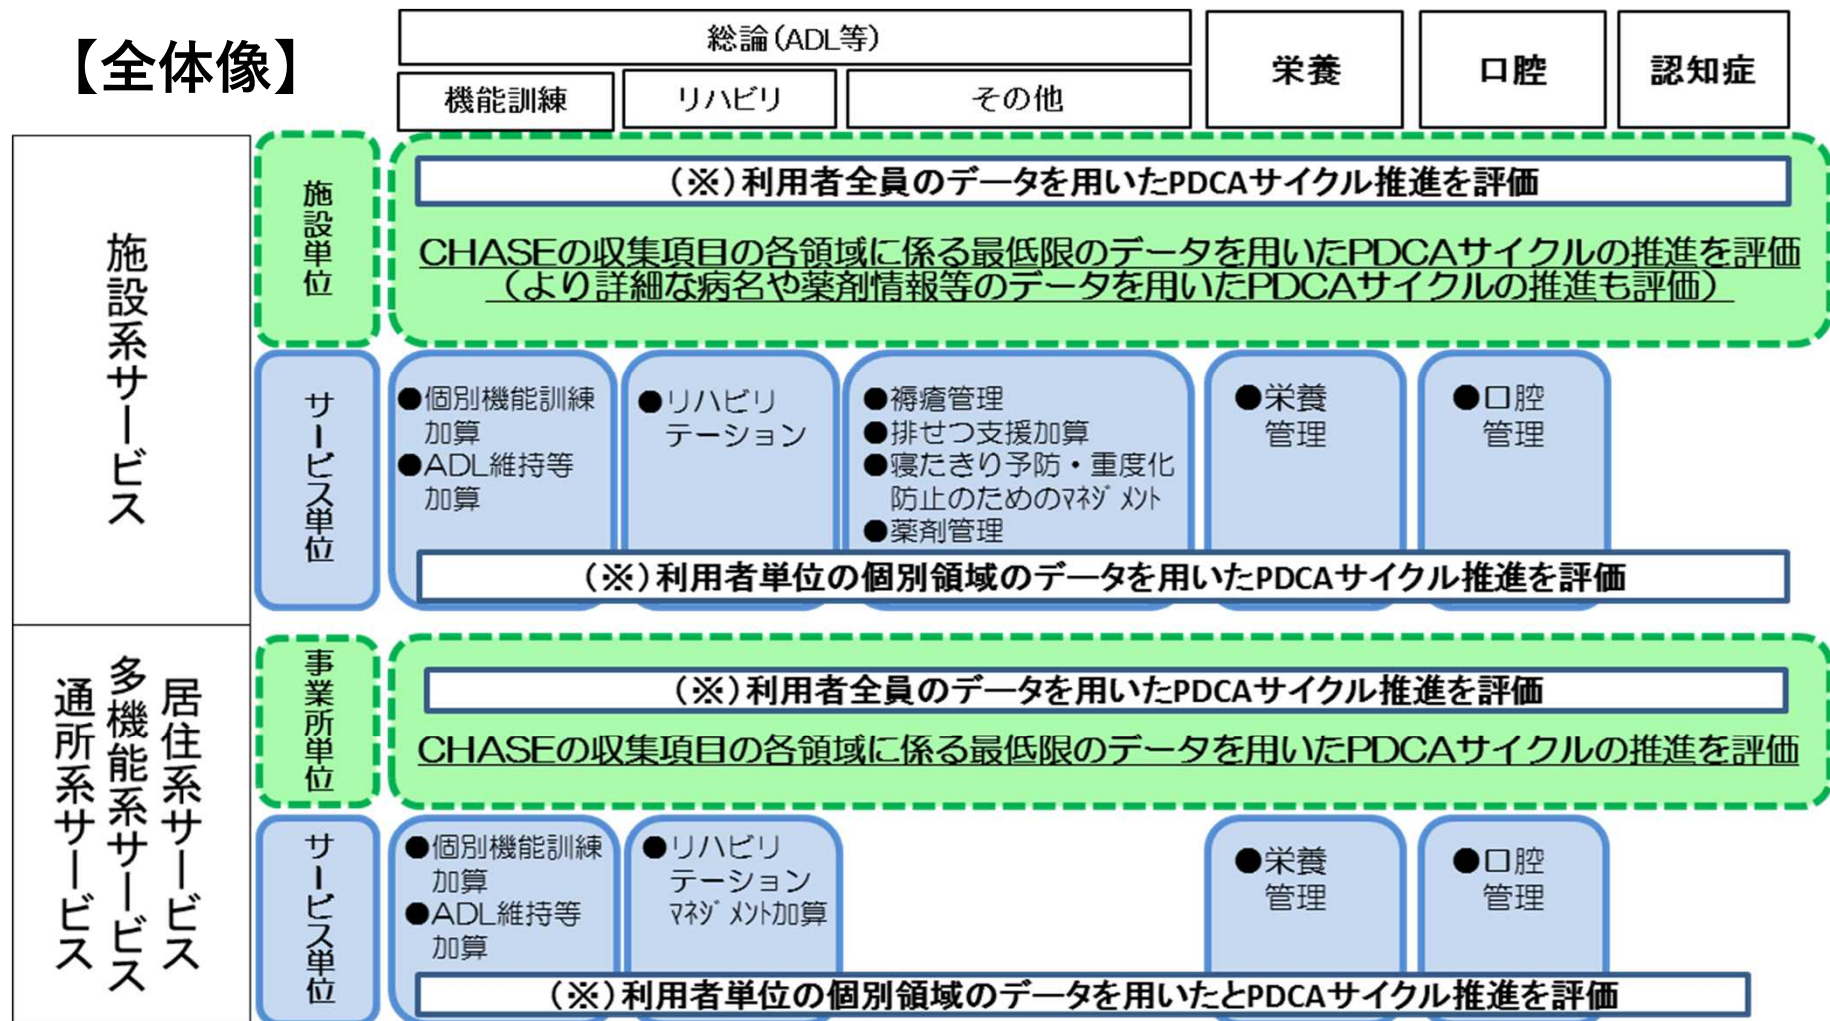 【全体像】
総論(ADL等)
栄養
口腔
認知症
機能訓練
リハビリ
その他
施設系サービス
施設単位
(※)利用者全員のデータを用いたPDCAサイクル推進を評価
CHASEの収集項目の各領域に係る最低限のデータを用いたPDCAサイクルの推進を評価
(より詳細な病名や薬剤情報等のデータを用いたPDCAサイクルの推進も評価)
サービス単位
●個別機能訓練
加算
●ADL維持等
加算
●リハビリ
テーション
●褥瘡管理
●排せつ支援加算
●寝たきり予防・重度化
防止のためのﾏﾈｼﾞﾒﾝﾄ
●薬剤管理
●栄養
管理
●口腔
管理
(※)利用者単位の個別領域のデータを用いたPDCAサイクル推進を評価
居住系サービス
多機能系サービス
通所系サービス
事業所単位
(※)利用者全員のデータを用いたPDCAサイクル推進を評価
CHASEの収集項目の各領域に係る最低限のデータを用いたPDCAサイクルの推進を評価
サービス単位
●個別機能訓練
加算
●ADL維持等
加算
●リハビリ
テーション
ﾏﾈｼﾞﾒﾝﾄ加算
●栄養
管理
●口腔
管理
(※)利用者単位の個別領域のデータを用いたとPDCAサイクル推進を評価